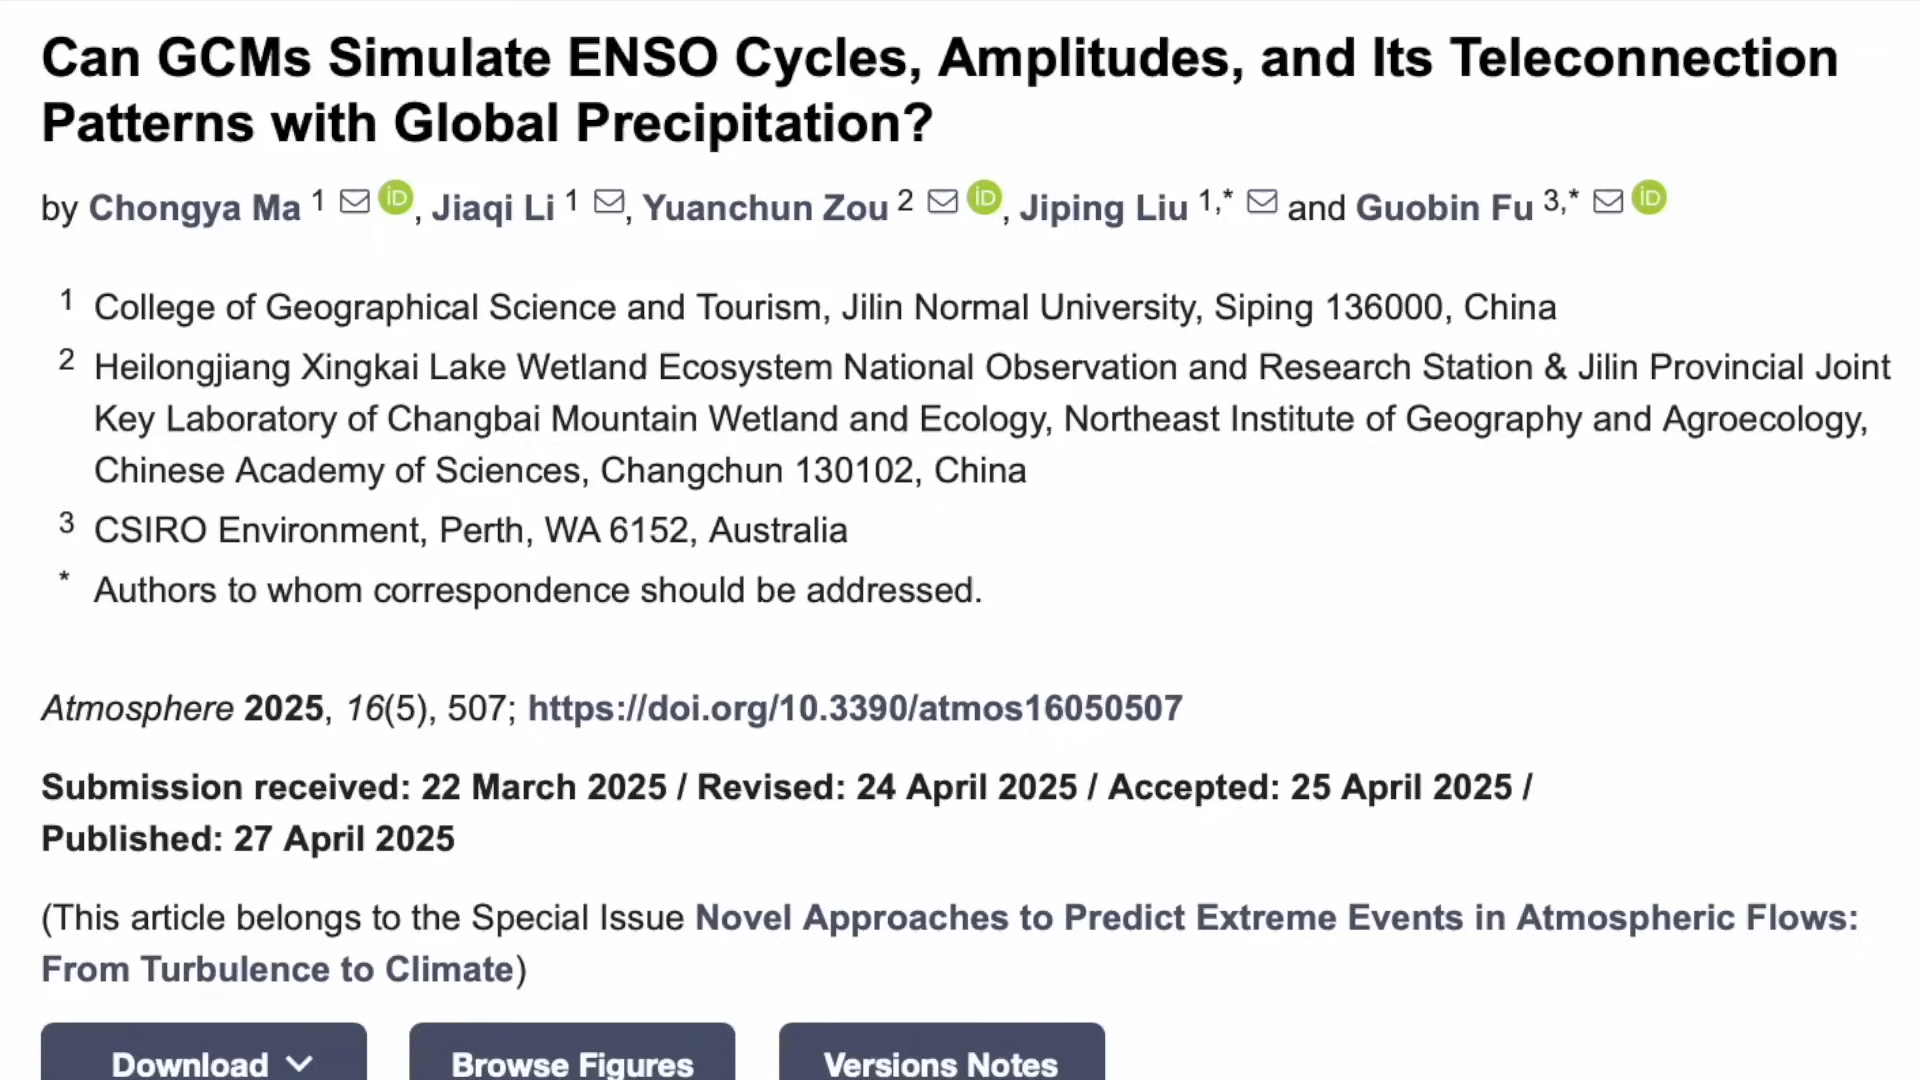 Can GCMs Simulate ENSO Cycles, Amplitudes, and Its Teleconnection
Patterns with Global Precipitation?
by Chongya Ma 1 iD, Jiaqi Li 1, Yuanchun Zou 2 iD, Jiping Liu 1,* and Guobin Fu 3,* iD
1 College of Geographical Science and Tourism, Jilin Normal University, Siping 136000, China
2 Heilongjiang Xingkai Lake Wetland Ecosystem National Observation and Research Station & Jilin Provincial Joint
Key Laboratory of Changbai Mountain Wetland and Ecology, Northeast Institute of Geography and Agroecology,
Chinese Academy of Sciences, Changchun 130102, China
3 CSIRO Environment, Perth, WA 6152, Australia
* Authors to whom correspondence should be addressed.
Atmosphere 2025, 16(5), 507; https://doi.org/10.3390/atmos16050507
Submission received: 22 March 2025 / Revised: 24 April 2025 / Accepted: 25 April 2025 /
Published: 27 April 2025
(This article belongs to the Special Issue Novel Approaches to Predict Extreme Events in Atmospheric Flows:
From Turbulence to Climate)
Download Browse Figures Versions Notes